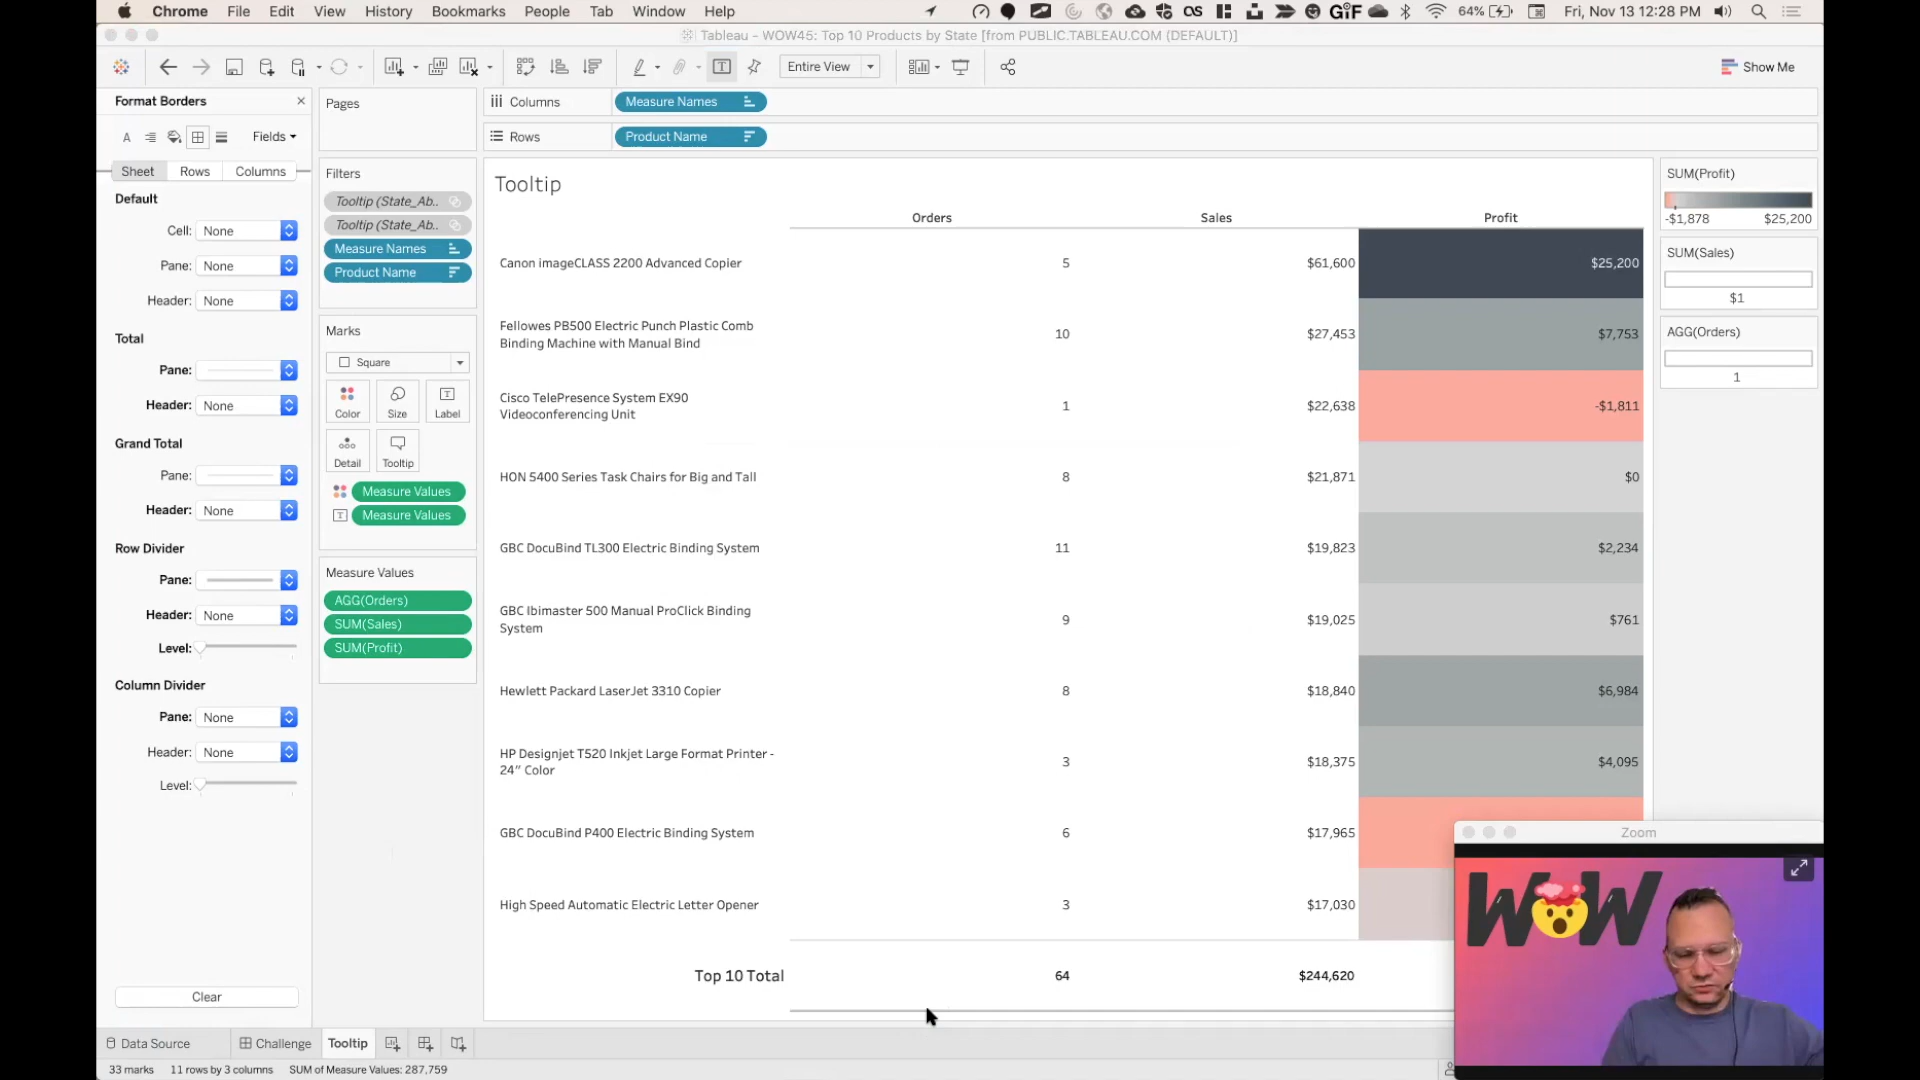 Chrome File Edit View History Bookmarks People Tab Window Help
GIF 64% Fri, Nov 13 12:28 PM
Tableau - WOW45: Top 10 Products by State [from PUBLIC.TABLEAU.COM (DEFAULT)]
Entire View
Show Me
Format Borders
Fields
Sheet Rows Columns
Default
Cell: None
Pane: None
Header: None
Total
Pane:
Header: None
Grand Total
Pane:
Header: None
Row Divider
Pane:
Header: None
Level:
Column Divider
Pane: None
Header: None
Level:
Clear
Pages
Filters
Tooltip (State_Ab..
Tooltip (State_Ab..
Measure Names
Product Name
Marks
Square
Color Size Label
Detail Tooltip
Measure Values
Measure Values
Measure Values
AGG(Orders)
SUM(Sales)
SUM(Profit)
Columns Measure Names
Rows Product Name
Tooltip
Orders Sales Profit
Canon imageCLASS 2200 Advanced Copier 5 $61,600 $25,200
Fellowes PB500 Electric Punch Plastic Comb
Binding Machine with Manual Bind 10 $27,453 $7,753
Cisco TelePresence System EX90
Videoconferencing Unit 1 $22,638 -$1,811
HON 5400 Series Task Chairs for Big and Tall 8 $21,871 $0
GBC DocuBind TL300 Electric Binding System 11 $19,823 $2,234
GBC Ibimaster 500 Manual ProClick Binding
System 9 $19,025 $761
Hewlett Packard LaserJet 3310 Copier 8 $18,840 $6,984
HP Designjet T520 Inkjet Large Format Printer -
24" Color 3 $18,375 $4,095
GBC DocuBind P400 Electric Binding System 6 $17,965
High Speed Automatic Electric Letter Opener 3 $17,030
Top 10 Total 64 $244,620
SUM(Profit)
-$1,878 $25,200
SUM(Sales)
$1
AGG(Orders)
1
Zoom
WOW
Data Source Challenge Tooltip
33 marks 11 rows by 3 columns SUM of Measure Values: 287,759